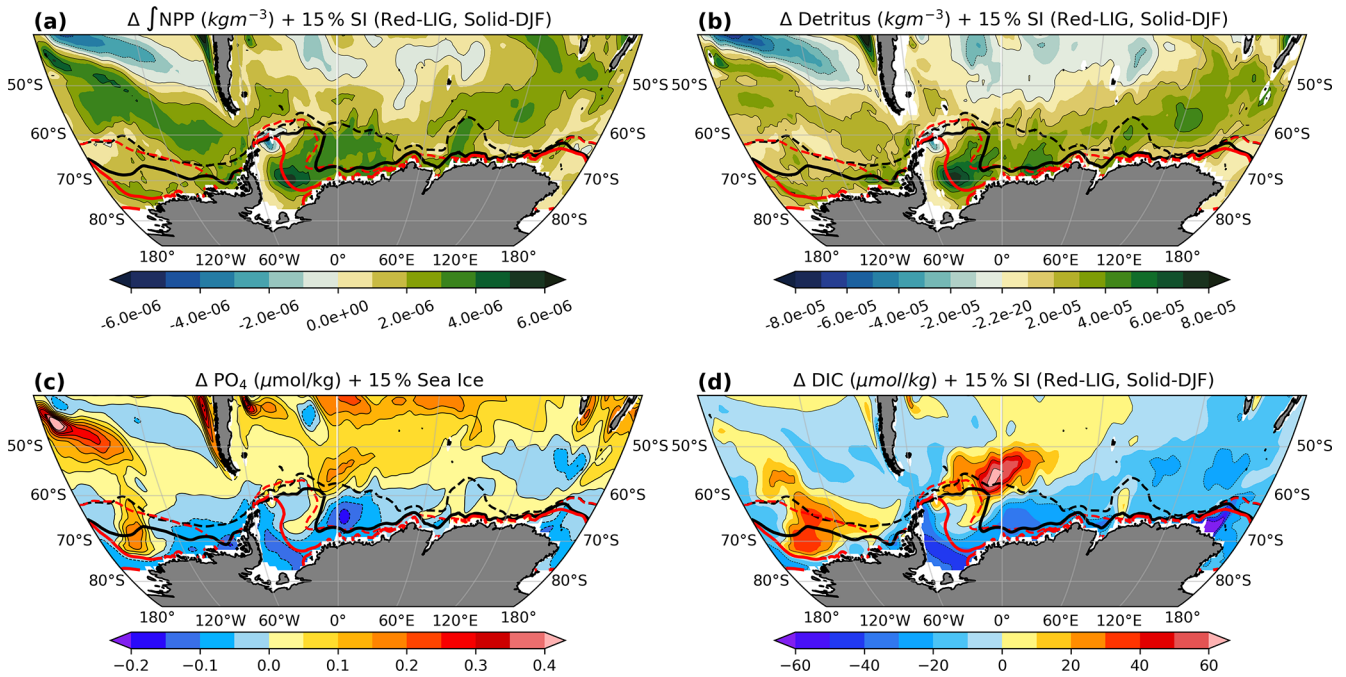 (a) Δ ∫NPP (kgm⁻³) + 15 % SI (Red-LIG, Solid-DJF)
50°S 50°S
60°S 60°S
70°S 70°S
80°S 80°S
180° 120°W 60°W 0° 60°E 120°E 180°
-6.0e-06 -4.0e-06 -2.0e-06 0.0e+00 2.0e-06 4.0e-06 6.0e-06
(b) Δ Detritus (kgm⁻³) + 15 % SI (Red-LIG, Solid-DJF)
50°S
60°S 60°S
70°S 70°S
80°S 80°S
180° 120°W 60°W 0° 60°E 120°E 180°
-8.0e-05 -6.0e-05 -4.0e-05 -2.0e-05 -2.2e-20 2.0e-05 4.0e-05 6.0e-05 8.0e-05
(c) Δ PO₄ (μmol/kg) + 15 % Sea Ice
50°S 50°S
60°S 60°S
70°S 70°S
80°S 80°S
180° 120°W 60°W 0° 60°E 120°E 180°
−0.2 −0.1 0.0 0.1 0.2 0.3 0.4
(d) Δ DIC (μmol/kg) + 15 % SI (Red-LIG, Solid-DJF)
50°S
60°S 60°S
70°S 70°S
80°S 80°S
180° 120°W 60°W 0° 60°E 120°E 180°
−60 −40 −20 0 20 40 60